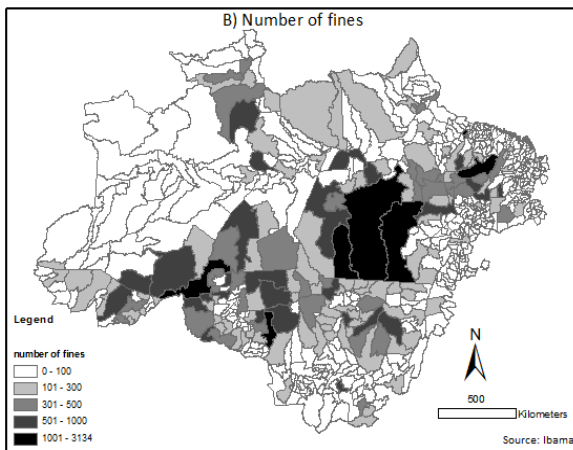 B) Number of fines
Legend
number of fines
0 - 100
101 - 300
301 - 500
501 - 1000
1001 - 3134
N
500
Kilometers
Source: Ibama